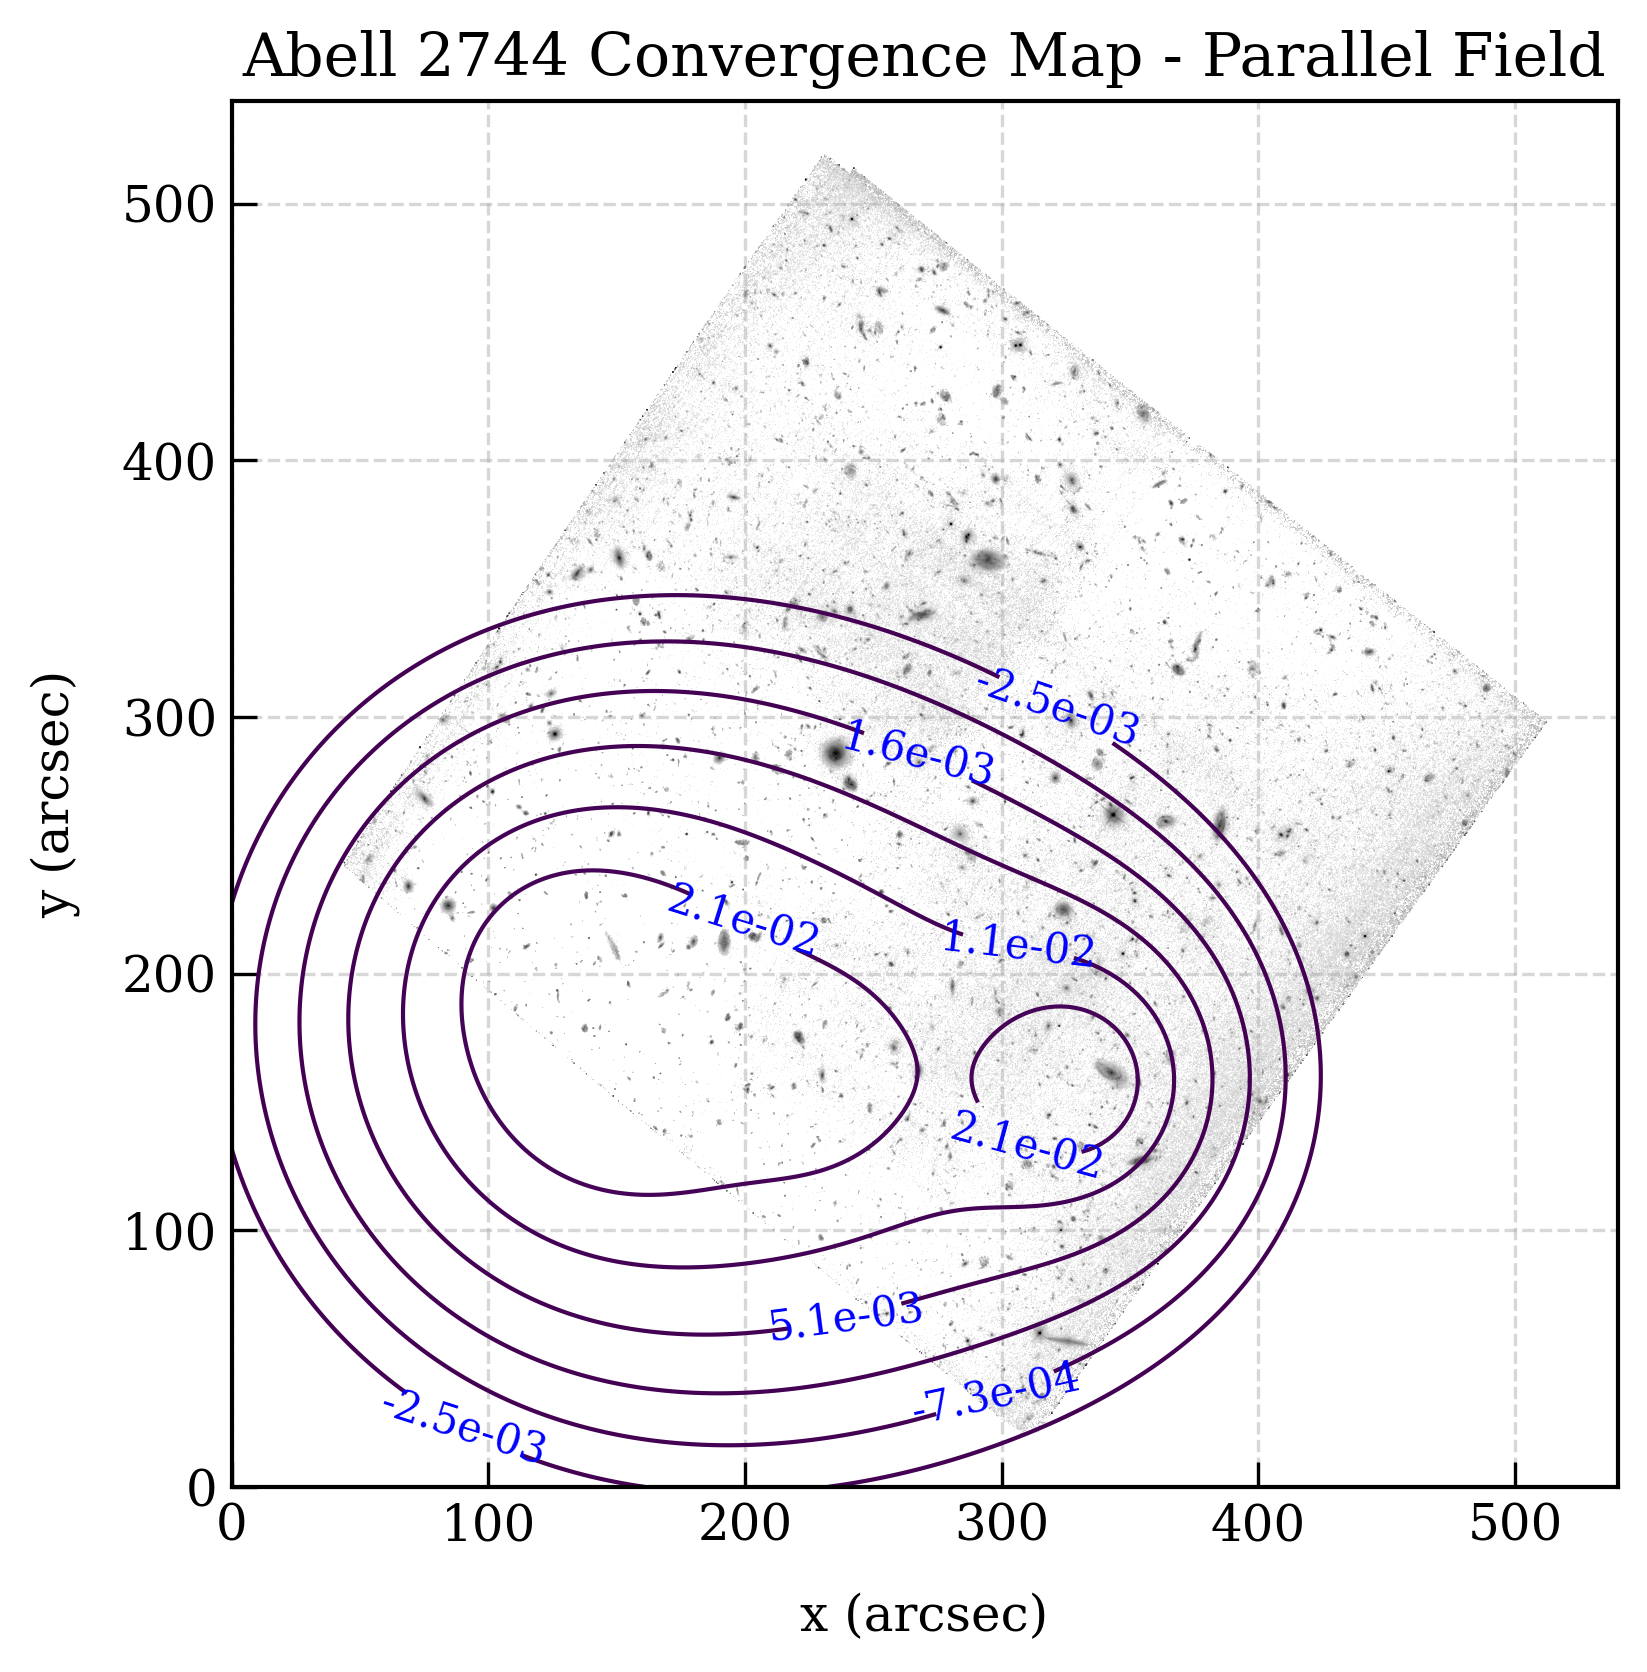 Abell 2744 Convergence Map - Parallel Field
y (arcsec)
500
400
300
200
100
0
-2.5e-03
1.6e-03
2.1e-02
1.1e-02
2.1e-02
5.1e-03
-7.3e-04
-2.5e-03
0 100 200 300 400 500
x (arcsec)